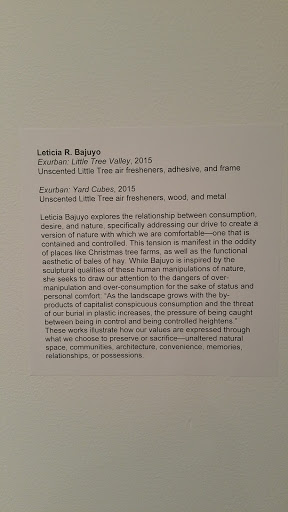 Leticia R. Bajuyo
Exurban: Little Tree Valley, 2015
Unscented Little Tree air fresheners, adhesive, and frame
Exurban: Yard Cubes, 2015
Unscented Little Tree air fresheners, wood, and metal
Leticia Bajuyo explores the relationship between consumption,
desire, and nature, specifically addressing our drive to create a
version of nature with which we are comfortable—one that is
contained and controlled. This tension is manifest in the oddity
of places like Christmas tree farms, as well as the functional
aesthetic of bales of hay. While Bajuyo is inspired by the
sculptural qualities of these human manipulations of nature,
she seeks to draw our attention to the dangers of over-
manipulation and over-consumption for the sake of status and
personal comfort: “As the landscape grows with the by-
products of capitalist conspicuous consumption and the threat
of our burial in plastic increases, the pressure of being caught
between being in control and being controlled heightens.”
These works illustrate how our values are expressed through
what we choose to preserve or sacrifice—unaltered natural
space, communities, architecture, convenience, memories,
relationships, or possessions.